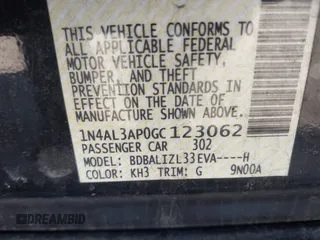 THIS VEHICLE CONFORMS TO
ALL APPLICABLE FEDERAL
MOTOR VEHICLE SAFETY,
BUMPER, AND THEFT
PREVENTION STANDARDS
IN EFFECT ON THE DATE OF
MANUFACTURE SHOWN
ABOVE.
1N4AL3AP0GC123062
PASSENGER CAR 302
MODEL: BDBALIZL33EVA----H
COLOR: KH3 TRIM: G 9N00A
DREAMBID